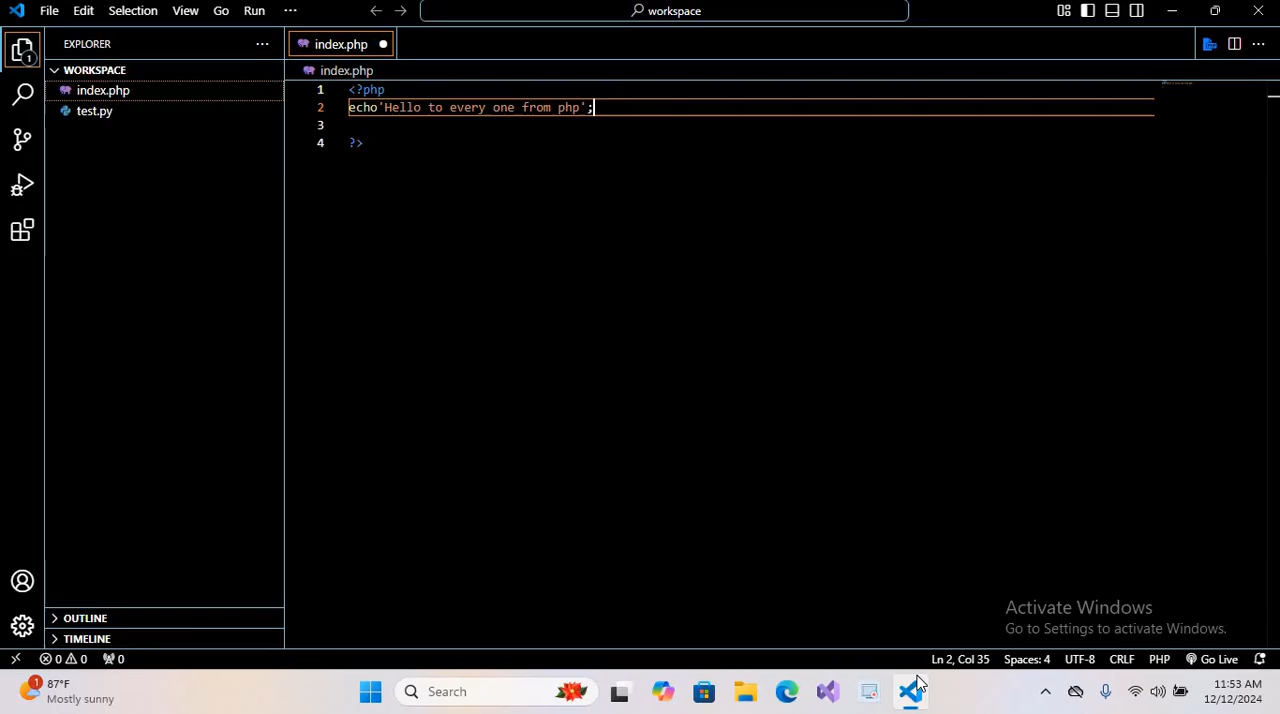 File Edit Selection View Go Run ··· workspace
EXPLORER ···
index.php
WORKSPACE
index.php
test.py
1
index.php
1 <?php
2 echo'Hello to every one from php';
3
4 ?>
OUTLINE
TIMELINE
Activate Windows
Go to Settings to activate Windows.
0 0 0 Ln 2, Col 35 Spaces: 4 UTF-8 CRLF PHP Go Live
1
87°F
Mostly sunny
Search
11:53 AM
12/12/2024